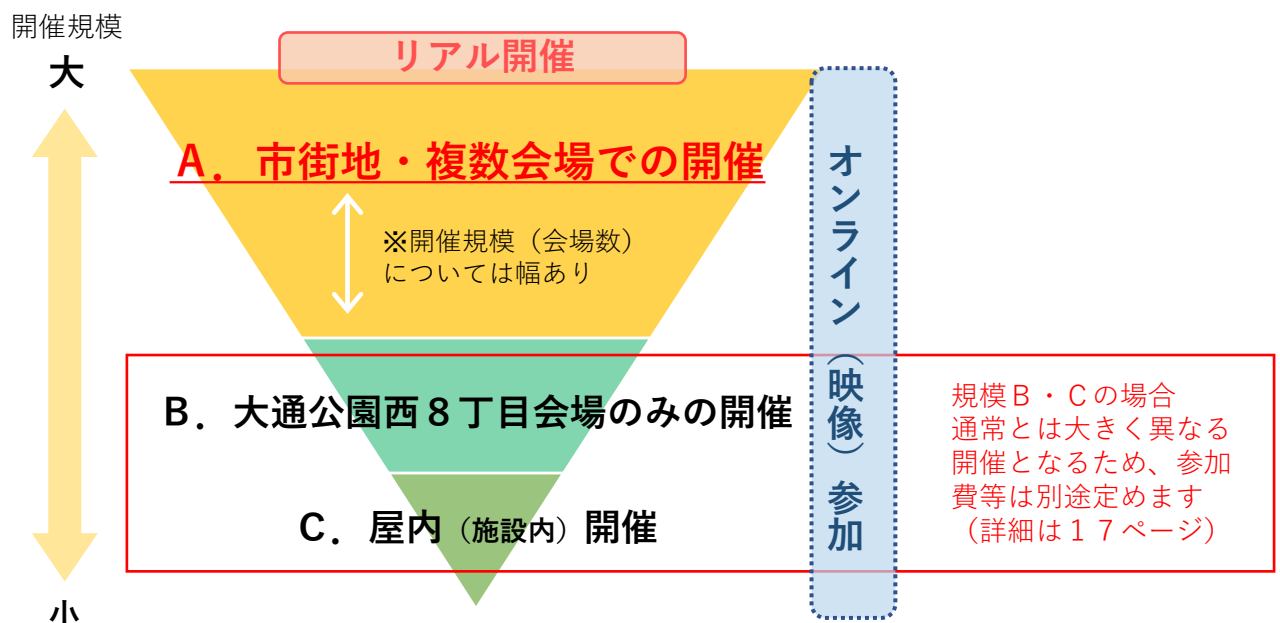 開催規模
大
リアル開催
A．市街地・複数会場での開催
※開催規模（会場数）
については幅あり
B．大通公園西８丁目会場のみの開催
C．屋内（施設内）開催
小
オンライン（映像）参加
規模Ｂ・Ｃの場合
通常とは大きく異なる
開催となるため、参加
費等は別途定めます
（詳細は１７ページ）